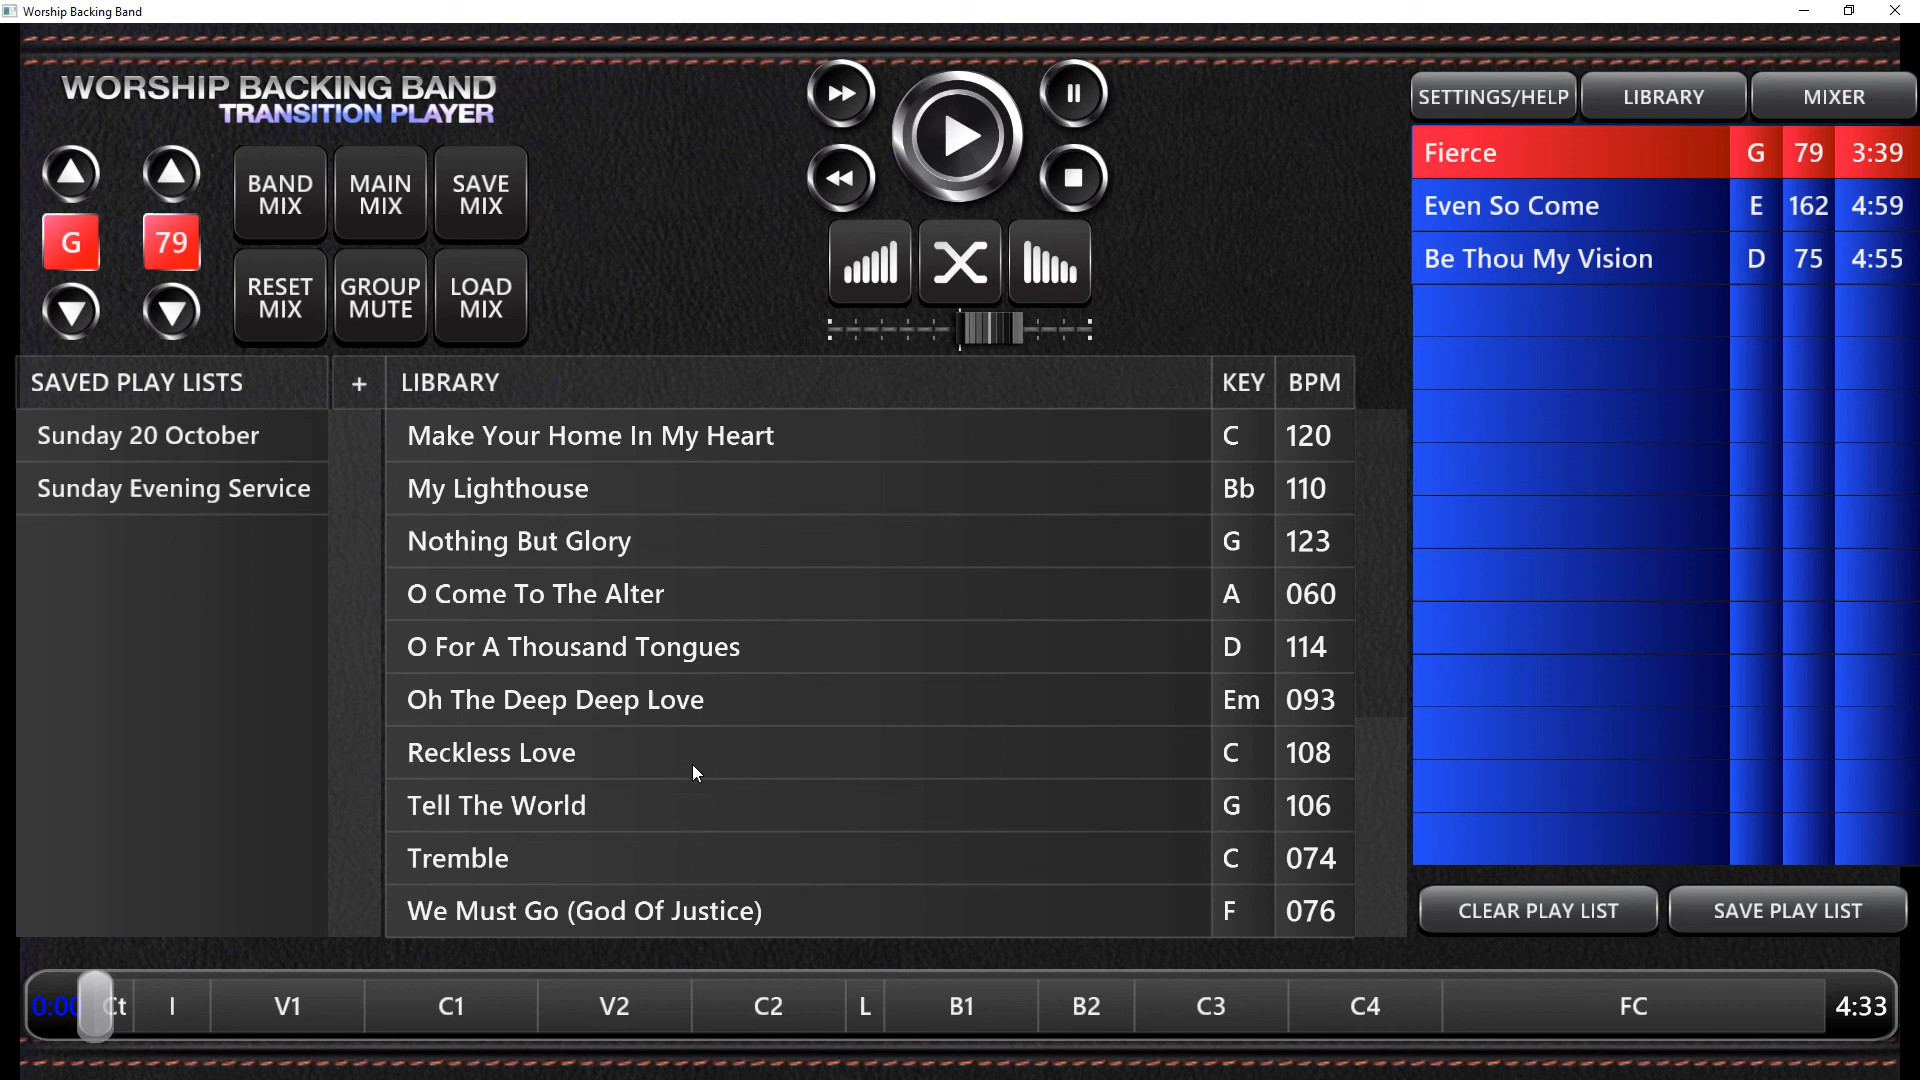 Worship Backing Band
WORSHIP BACKING BAND
TRANSITION PLAYER
SETTINGS/HELP LIBRARY MIXER
G 79
BAND MIX
MAIN MIX
SAVE MIX
RESET MIX
GROUP MUTE
LOAD MIX
Fierce G 79 3:39
Even So Come E 162 4:59
Be Thou My Vision D 75 4:55
SAVED PLAY LISTS +
Sunday 20 October
Sunday Evening Service
LIBRARY KEY BPM
Make Your Home In My Heart C 120
My Lighthouse Bb 110
Nothing But Glory G 123
O Come To The Alter A 060
O For A Thousand Tongues D 114
Oh The Deep Deep Love Em 093
Reckless Love C 108
Tell The World G 106
Tremble C 074
We Must Go (God Of Justice) F 076
CLEAR PLAY LIST SAVE PLAY LIST
0:00 Ct I V1 C1 V2 C2 L B1 B2 C3 C4 FC 4:33